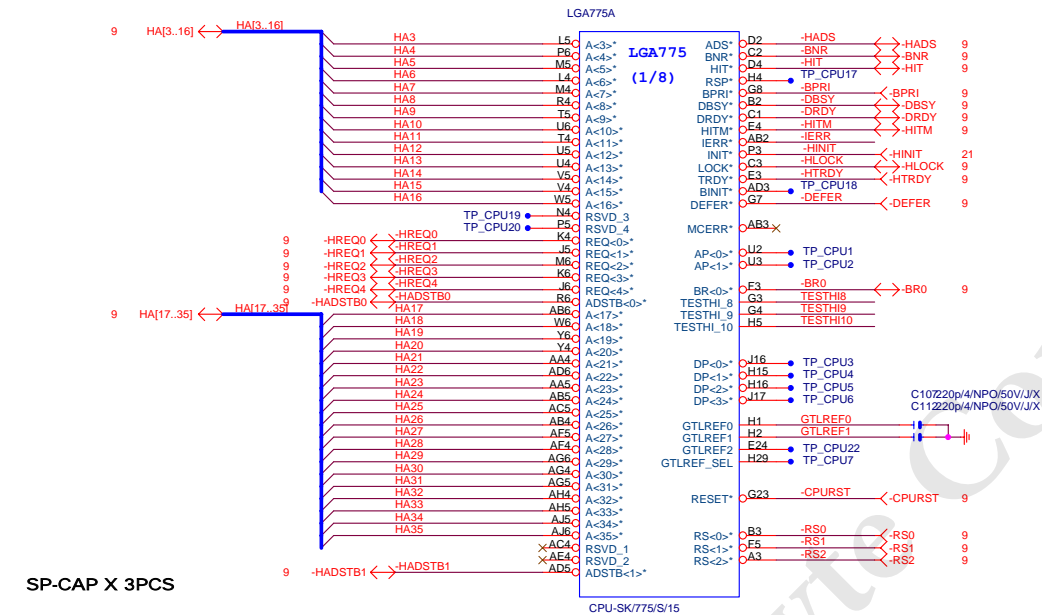 LGA775A
9 HA[3..16] HA[3..16]
LGA775
(1/8)
HA3 L5 A<3>*
HA4 P6 A<4>*
HA5 M5 A<5>*
HA6 L4 A<6>*
HA7 M4 A<7>*
HA8 R4 A<8>*
HA9 T5 A<9>*
HA10 U6 A<10>*
HA11 T4 A<11>*
HA12 U5 A<12>*
HA13 U4 A<13>*
HA14 V5 A<14>*
HA15 V4 A<15>*
HA16 W5 A<16>*
TP_CPU19 N4 RSVD_3
TP_CPU20 P5 RSVD_4
9 -HREQ0 -HREQ0 K4 REQ<0>*
9 -HREQ1 -HREQ1 J5 REQ<1>*
9 -HREQ2 -HREQ2 M6 REQ<2>*
9 -HREQ3 -HREQ3 K6 REQ<3>*
9 -HREQ4 -HREQ4 J6 REQ<4>*
9 -HADSTB0 -HADSTB0 R6 ADSTB<0>*
9 HA[17..35] HA[17..35]
HA17 AB6 A<17>*
HA18 W6 A<18>*
HA19 Y6 A<19>*
HA20 Y4 A<20>*
HA21 AA4 A<21>*
HA22 AD6 A<22>*
HA23 AA5 A<23>*
HA24 AB5 A<24>*
HA25 AC5 A<25>*
HA26 AB4 A<26>*
HA27 AF5 A<27>*
HA28 AF4 A<28>*
HA29 AG6 A<29>*
HA30 AG4 A<30>*
HA31 AG5 A<31>*
HA32 AH4 A<32>*
HA33 AH5 A<33>*
HA34 AJ5 A<34>*
HA35 AJ6 A<35>*
AC4 RSVD_1
AE4 RSVD_2
9 -HADSTB1 -HADSTB1 AD5 ADSTB<1>*
ADS* D2 -HADS -HADS 9
BNR* C2 -BNR -BNR 9
HIT* D4 -HIT -HIT 9
RSP* H4 TP_CPU17
BPRI* G8 -BPRI -BPRI 9
DBSY* B2 -DBSY -DBSY 9
DRDY* C1 -DRDY -DRDY 9
HITM* E4 -HITM -HITM 9
IERR* AB2 -IERR
INIT* P3 -HINIT -HINIT 21
LOCK* C3 -HLOCK -HLOCK 9
TRDY* E3 -HTRDY -HTRDY 9
BINIT* AD3 TP_CPU18
DEFER* G7 -DEFER -DEFER 9
MCERR* AB3
AP<0>* U2 TP_CPU1
AP<1>* U3 TP_CPU2
BR<0>* F3 -BR0 -BR0 9
TESTHI_8 G3 TESTHI8
TESTHI_9 G4 TESTHI9
TESTHI_10 H5 TESTHI10
DP<0>* J16 TP_CPU3
DP<1>* H15 TP_CPU4
DP<2>* H16 TP_CPU5
DP<3>* J17 TP_CPU6
C107 220p/4/NPO/50V/J/X
C112 220p/4/NPO/50V/J/X
GTLREF0 H1 GTLREF0
GTLREF1 H2 GTLREF1
GTLREF2 E24 TP_CPU22
GTLREF_SEL H29 TP_CPU7
RESET* G23 -CPURST -CPURST 9
RS<0>* B3 -RS0 -RS0 9
RS<1>* F5 -RS1 -RS1 9
RS<2>* A3 -RS2 -RS2 9
SP-CAP X 3PCS
CPU-SK/775/S/15